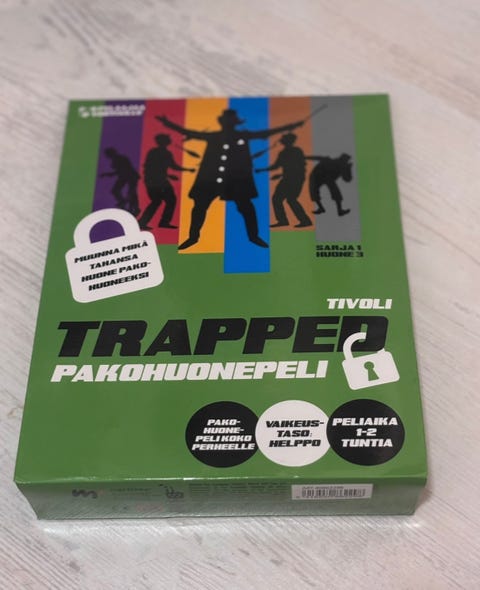 MUUNNA MIKÄ
TAHANSA
HUONE PAKO-
HUONEEKSI
SARJA 1
HUONE 3
TIVOLI
TRAPPED
PAKOHUONEPELI
PAKO-
HUONE-
PELI KOKO
PERHEELLE
VAIKEUS-
TASO:
HELPPO
PELIAIKA
1-2
TUNTIA